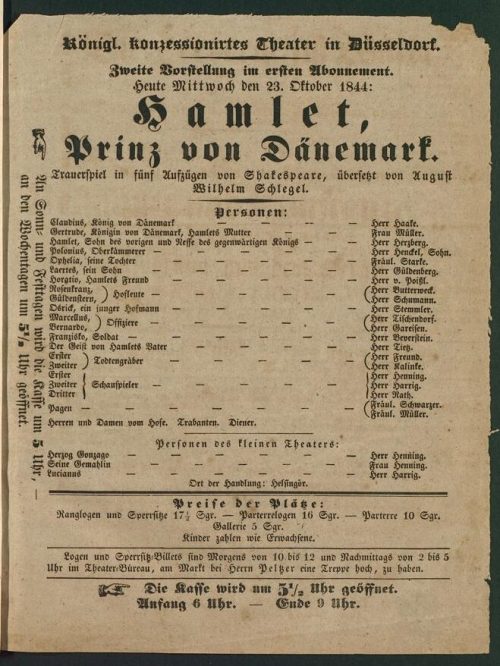 Königl. konzessionirtes Theater in Düsseldorf.
Zweite Vorstellung im ersten Abonnement.
Heute Mittwoch den 23. Oktober 1844:
Hamlet,
Prinz von Dänemark.
Trauerspiel in fünf Aufzügen von Shakespeare, übersetzt von August
Wilhelm Schlegel.
Personen:
Claudius, König von Dänemark — Herr Haake.
Gertrude, Königin von Dänemark, Hamlets Mutter — Frau Müller.
Hamlet, Sohn des vorigen und Neffe des gegenwärtigen Königs — Herr Herzberg.
Polonius, Oberkämmerer — Herr Henckel, Sohn.
Ophelia, seine Tochter — Fräul. Starke.
Laertes, sein Sohn — Herr Güldenberg.
Horatio, Hamlets Freund — Herr v. Poißl.
Rosenkranz, } Hofleute — { Herr Butterweck.
Güldenstern, } { Herr Schumann.
Osrick, ein junger Hofmann — Herr Stemmler.
Marcellus, } Offiziere — { Herr Tischendorf.
Bernardo, } { Herr Gareisen.
Franzisko, Soldat — Herr Beverstein.
Der Geist von Hamlets Vater — Herr Tietz.
Erster } Todtengräber — { Herr Freund.
Zweiter } { Herr Kalinke.
Erster } { Herr Henning.
Zweiter } Schauspieler — { Herr Harrig.
Dritter } { Herr Rath.
Pagen — { Fräul. Schwarzer.
{ Fräul. Müller.
Herren und Damen vom Hofe. Trabanten. Diener.
Personen des kleinen Theaters:
Herzog Gonzago — Herr Henning.
Seine Gemahlin — Frau Henning.
Lucianus — Herr Harrig.
Ort der Handlung: Helsingör.
Preise der Plätze:
Ranglogen und Sperrsitze 17½ Sgr. — Parterrelogen 16 Sgr. — Parterre 10 Sgr.
Gallerie 5 Sgr.
Kinder zahlen wie Erwachsene.
Logen und Sperrsitz-Billets sind Morgens von 10 bis 12 und Nachmittags von 2 bis 5
Uhr im Theater-Büreau, am Markt bei Herrn Peltzer eine Treppe hoch, zu haben.
Die Kasse wird um 5½ Uhr geöffnet.
Anfang 6 Uhr. — Ende 9 Uhr.
An Sonn- und Festtagen wird die Kasse um 5 Uhr,
an den Wochentagen um 5½ Uhr geöffnet.